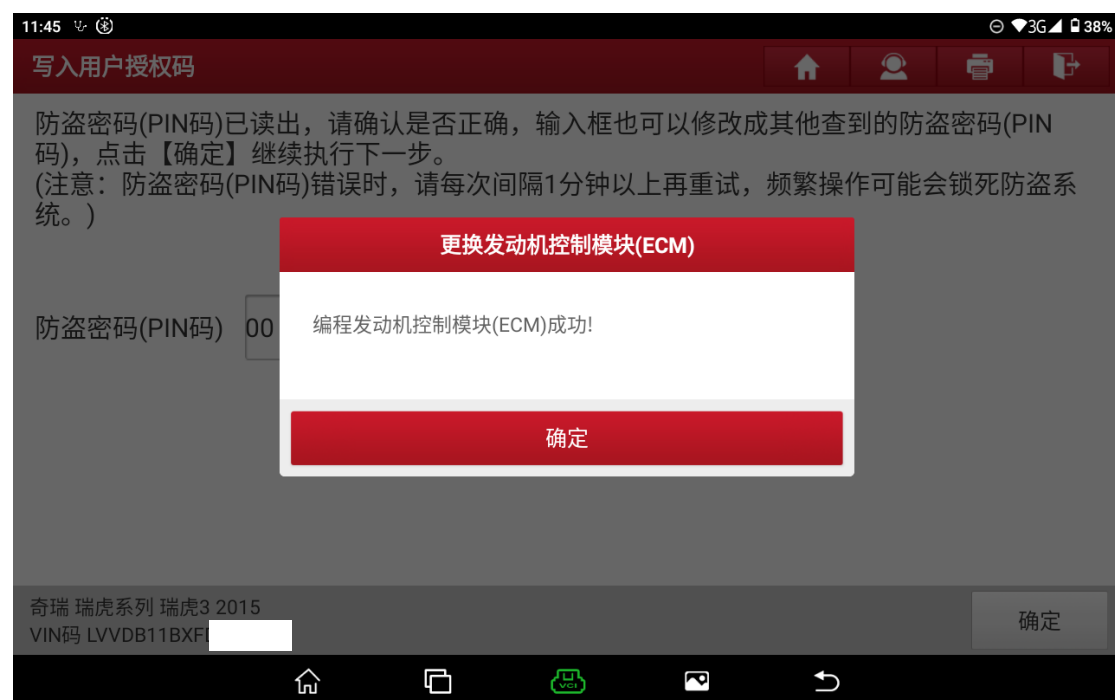 11:45
3G 38%
写入用户授权码
防盗密码(PIN码)已读出，请确认是否正确，输入框也可以修改成其他查到的防盗密码(PIN
码)，点击【确定】继续执行下一步。
(注意：防盗密码(PIN码)错误时，请每次间隔1分钟以上再重试，频繁操作可能会锁死防盗系
统。)
更换发动机控制模块(ECM)
编程发动机控制模块(ECM)成功!
防盗密码(PIN码) 00
确定
奇瑞 瑞虎系列 瑞虎3 2015
VIN码 LVVDB11BXF
确定
VCI